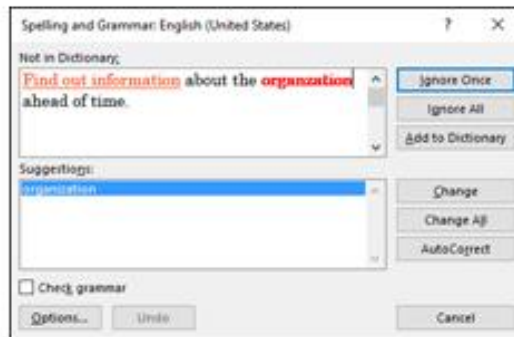 Spelling and Grammar: English (United States) ? ×
Not in Dictionary:
Find out information about the organzation
ahead of time.
Ignore Once
Ignore All
Add to Dictionary
Suggestions:
organization
Change
Change All
AutoCorrect
Check grammar
Options... Undo Cancel